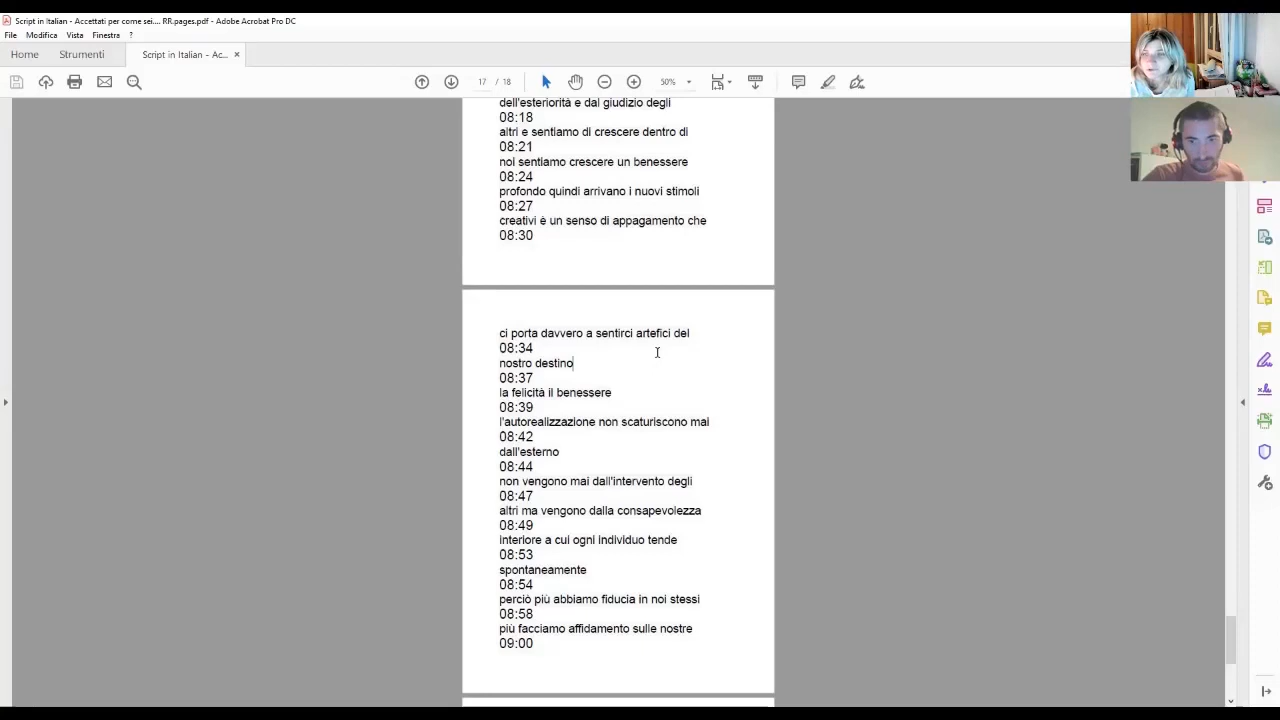 Script in Italian - Accettati per come sei.... RR.pages.pdf - Adobe Acrobat Pro DC
File Modifica Vista Finestra ?
Home Strumenti Script in Italian - Ac... ×
17 / 18 50%
dell'esteriorità e dal giudizio degli
08:18
altri e sentiamo di crescere dentro di
08:21
noi sentiamo crescere un benessere
08:24
profondo quindi arrivano i nuovi stimoli
08:27
creativi è un senso di appagamento che
08:30
ci porta davvero a sentirci artefici del
08:34
nostro destino
08:37
la felicità il benessere
08:39
l'autorealizzazione non scaturiscono mai
08:42
dall'esterno
08:44
non vengono mai dall'intervento degli
08:47
altri ma vengono dalla consapevolezza
08:49
interiore a cui ogni individuo tende
08:53
spontaneamente
08:54
perciò più abbiamo fiducia in noi stessi
08:58
più facciamo affidamento sulle nostre
09:00